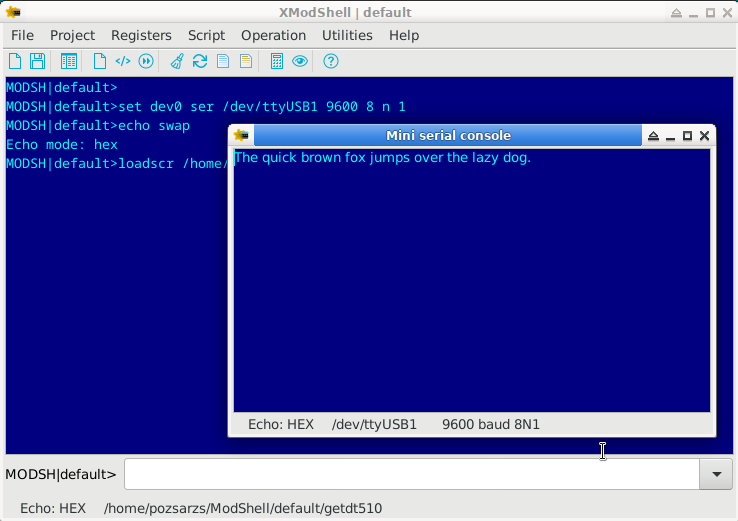 XModShell | default
File Project Registers Script Operation Utilities Help
MODSH|default>
MODSH|default>set dev0 ser /dev/ttyUSB1 9600 8 n 1
MODSH|default>echo swap
Echo mode: hex
MODSH|default>loadscr /home/
Mini serial console
The quick brown fox jumps over the lazy dog.
Echo: HEX /dev/ttyUSB1 9600 baud 8N1
MODSH|default>
Echo: HEX /home/pozsarzs/ModShell/default/getdt510